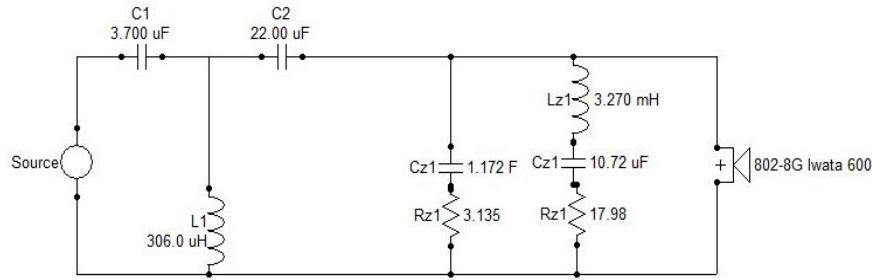 C1
3.700 uF
C2
22.00 uF
Lz1 3.270 mH
Source
Cz1 1.172 F
Cz1 10.72 uF
+ 802-8G Iwata 600
L1
306.0 uH
Rz1 3.135
Rz1 17.98